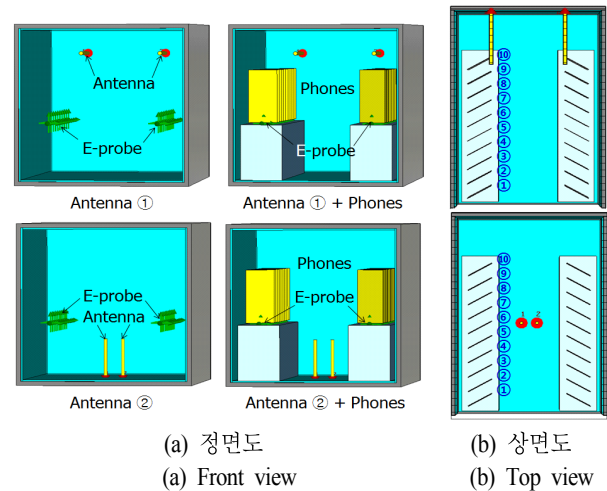 Antenna
E-probe
Antenna ①
Phones
E-probe
Antenna ① + Phones
E-probe
Antenna
Antenna ②
Phones
E-probe
Antenna ② + Phones
⑩
⑨
⑧
⑦
⑥
⑤
④
③
②
①
⑩
⑨
⑧
⑦
⑥
⑤
④
③
②
①
1 2
(a) 정면도
(a) Front view
(b) 상면도
(b) Top view